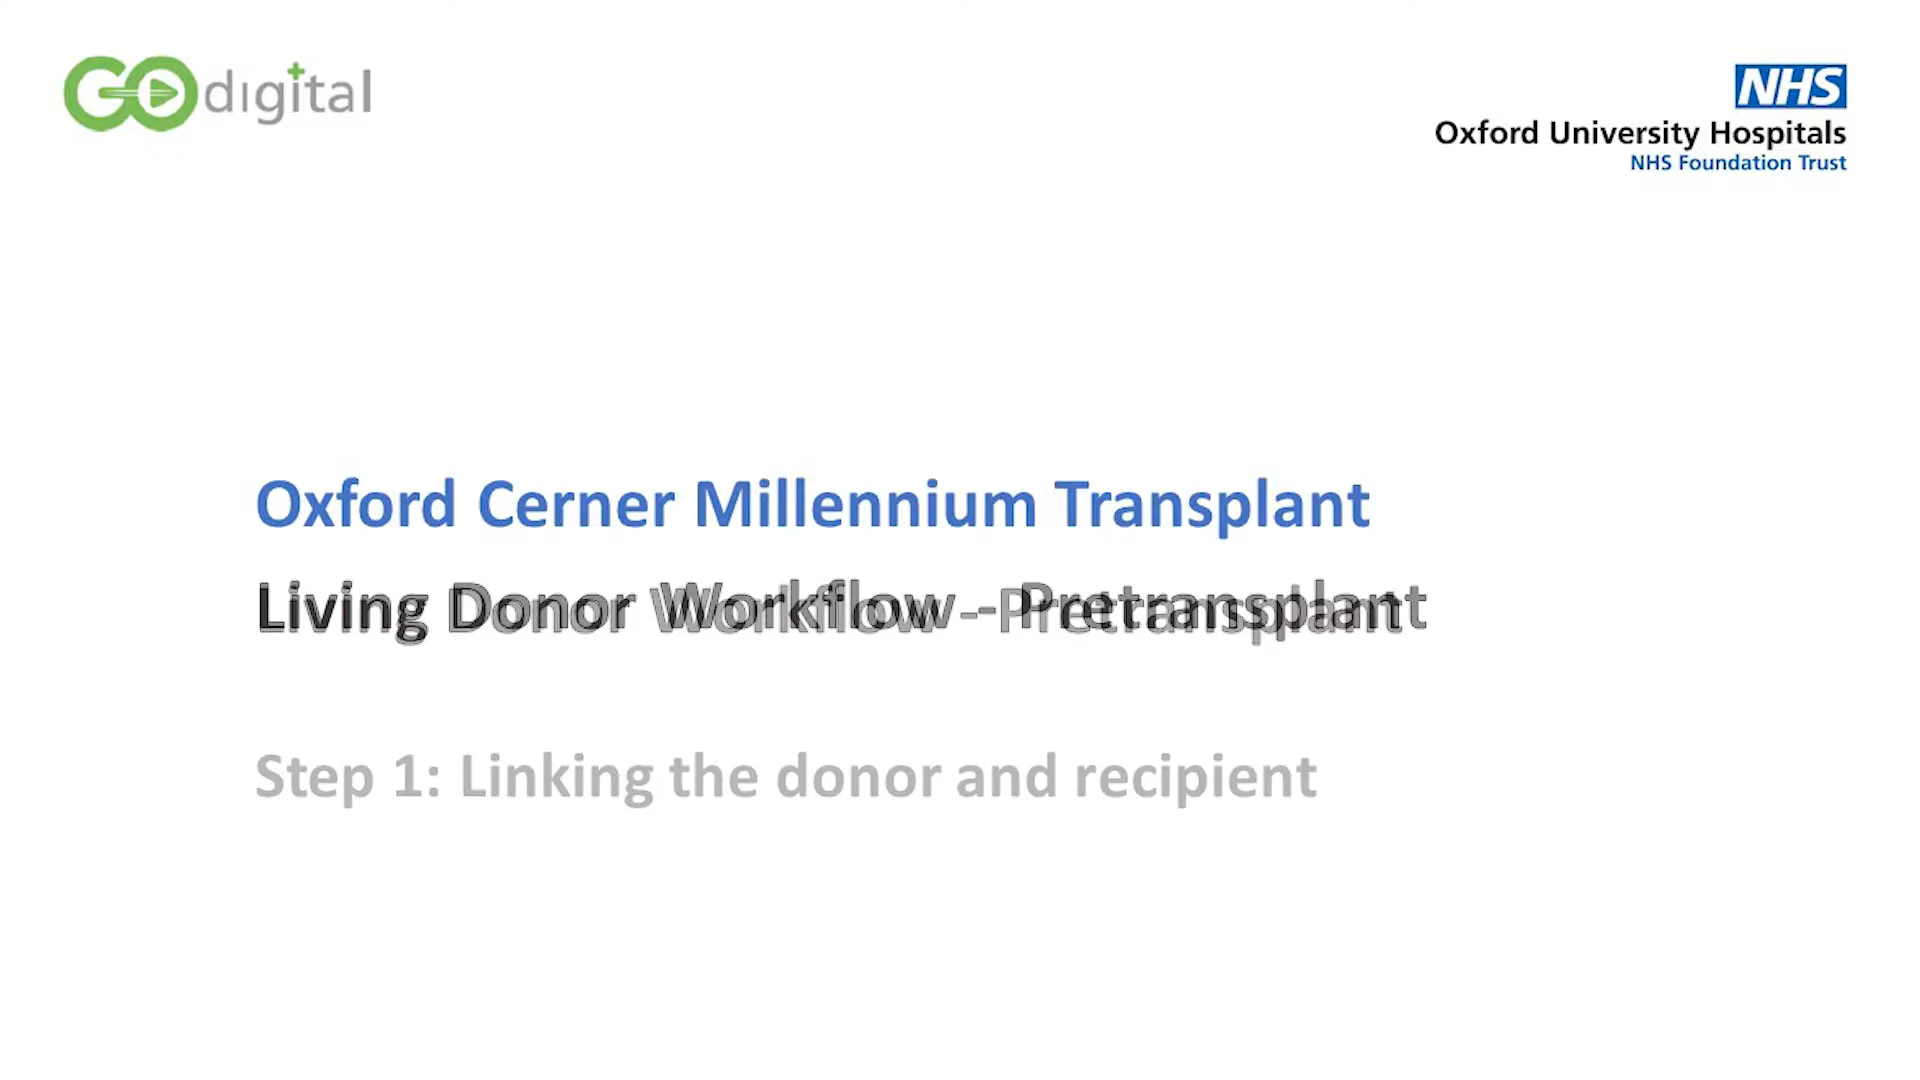 GO digital
NHS
Oxford University Hospitals
NHS Foundation Trust
Oxford Cerner Millennium Transplant
Living Donor Workflow - Pretransplant
Step 1: Linking the donor and recipient